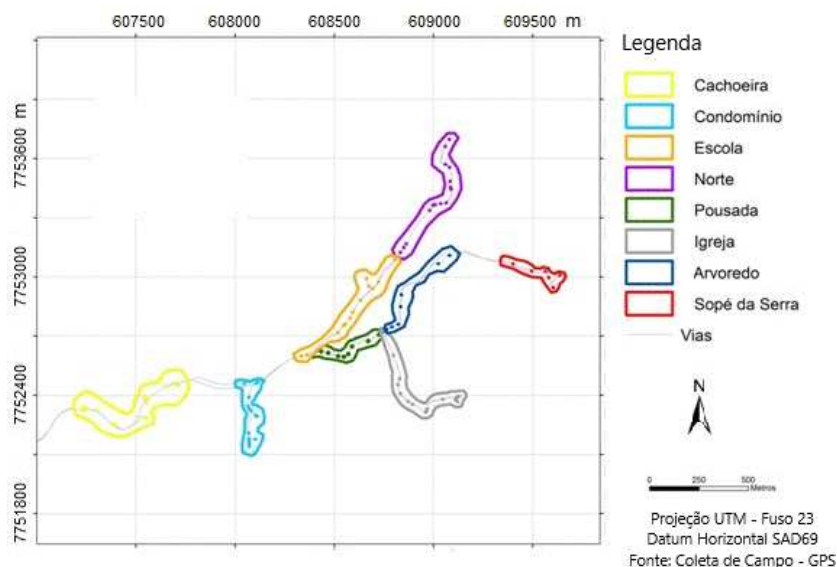 607500 608000 608500 609000 609500 m
7753600 m
7753000
7752400
7751800
Legenda
Cachoeira
Condomínio
Escola
Norte
Pousada
Igreja
Arvoredo
Sopé da Serra
Vias
N
0 250 500
Metros
Projeção UTM - Fuso 23
Datum Horizontal SAD69
Fonte: Coleta de Campo - GPS